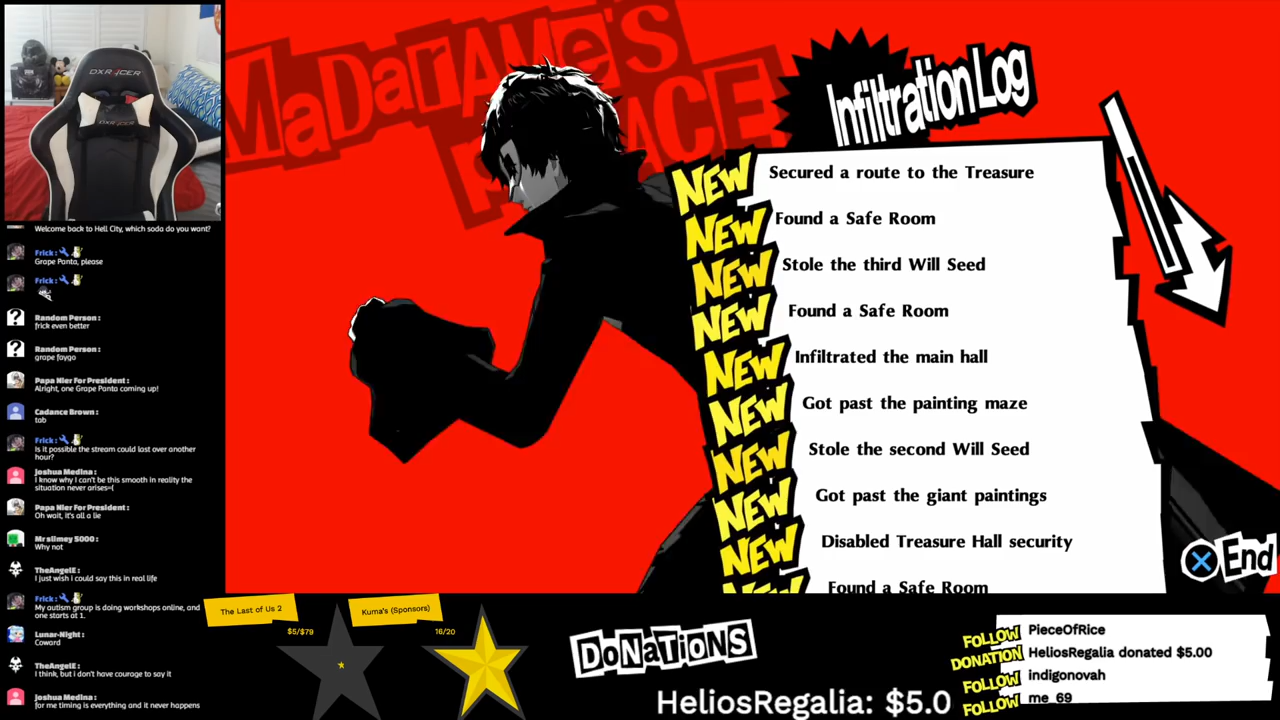 MaDarAMe's
PALACE
Infiltration Log
NEW Secured a route to the Treasure
NEW Found a Safe Room
NEW Stole the third Will Seed
NEW Found a Safe Room
NEW Infiltrated the main hall
NEW Got past the painting maze
NEW Stole the second Will Seed
NEW Got past the giant paintings
NEW Disabled Treasure Hall security
Found a Safe Room
End
DXRACER
DXRACER
Welcome back to Hell City, which soda do you want?
Frick :
Grape Panta, please
Frick :
Random Person :
frick even better
Random Person :
grape faygo
Papa Nier For President :
Alright, one Grape Panta coming up!
Cadance Brown :
tab
Frick :
Is it possible the stream could last over another
hour?
Joshua Medina :
I know why I can't be this smooth in reality the
situation never arises=(
Papa Nier For President :
Oh wait, it's all a lie
Mr slimey 5000 :
Why not
TheAngelE :
I just wish i could say this in real life
Frick :
My autism group is doing workshops online, and
one starts at 1.
Lunar-Night :
Coward
TheAngelE :
I think, but i don't have courage to say it
Joshua Medina :
for me timing is everything and it never happens
The Last of Us 2
$5/$79
Kuma's (Sponsors)
16/20
DoNaTioNS
HeliosRegalia: $5.0
FOLLOW PieceOfRice
DONATION HeliosRegalia donated $5.00
FOLLOW indigonovah
FOLLOW me_69